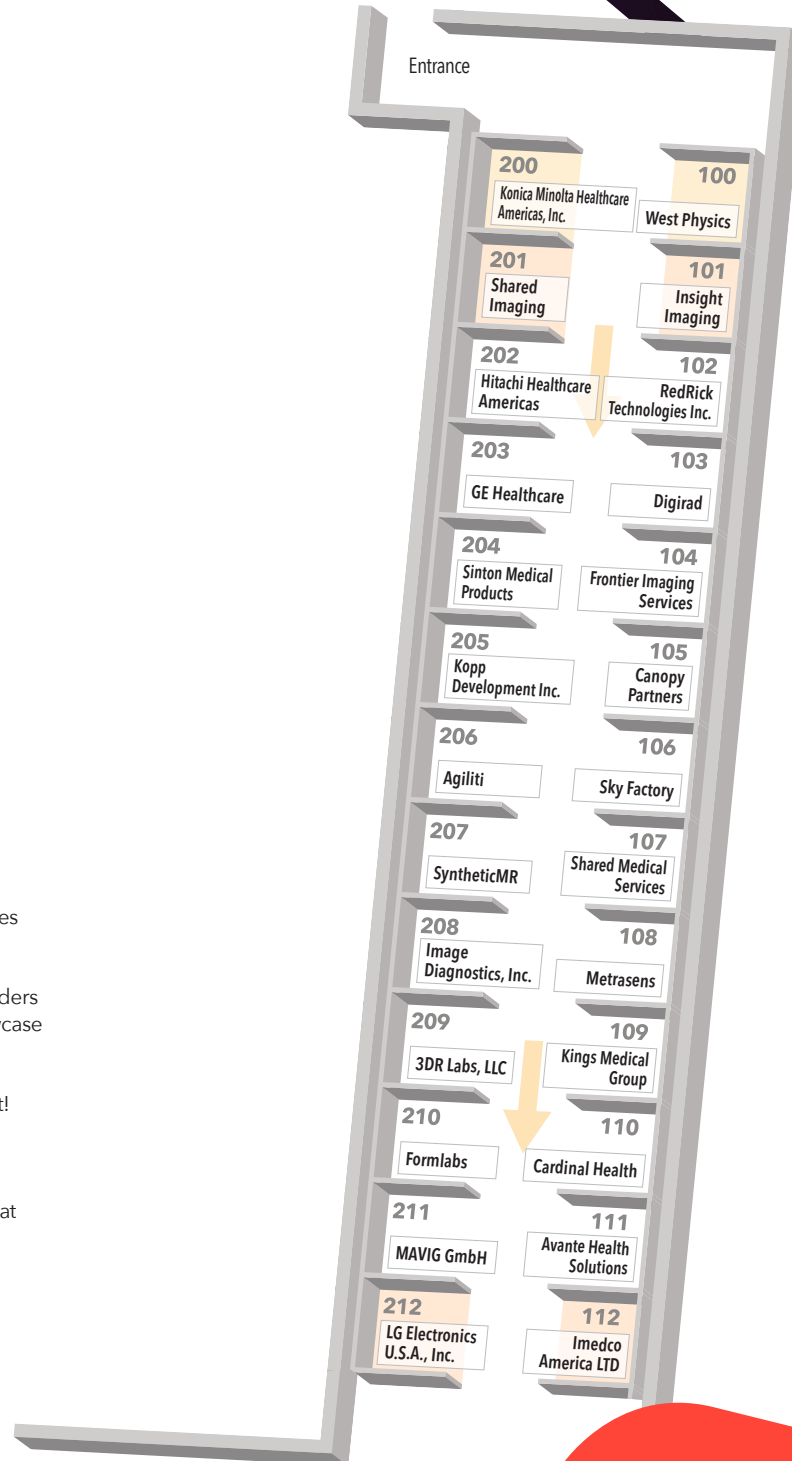 Entrance
200
Konica Minolta Healthcare
Americas, Inc.
100
West Physics
201
Shared
Imaging
101
Insight
Imaging
202
Hitachi Healthcare
Americas
102
RedRick
Technologies Inc.
203
GE Healthcare
103
Digirad
204
Sinton Medical
Products
104
Frontier Imaging
Services
205
Kopp
Development Inc.
105
Canopy
Partners
206
Agiliti
106
Sky Factory
207
SyntheticMR
107
Shared Medical
Services
208
Image
Diagnostics, Inc.
108
Metrasens
209
3DR Labs, LLC
109
Kings Medical
Group
210
Formlabs
110
Cardinal Health
211
MAVIG GmbH
111
Avante Health
Solutions
212
LG Electronics
U.S.A., Inc.
112
Imedco
America LTD
es
ders
case
t!
at